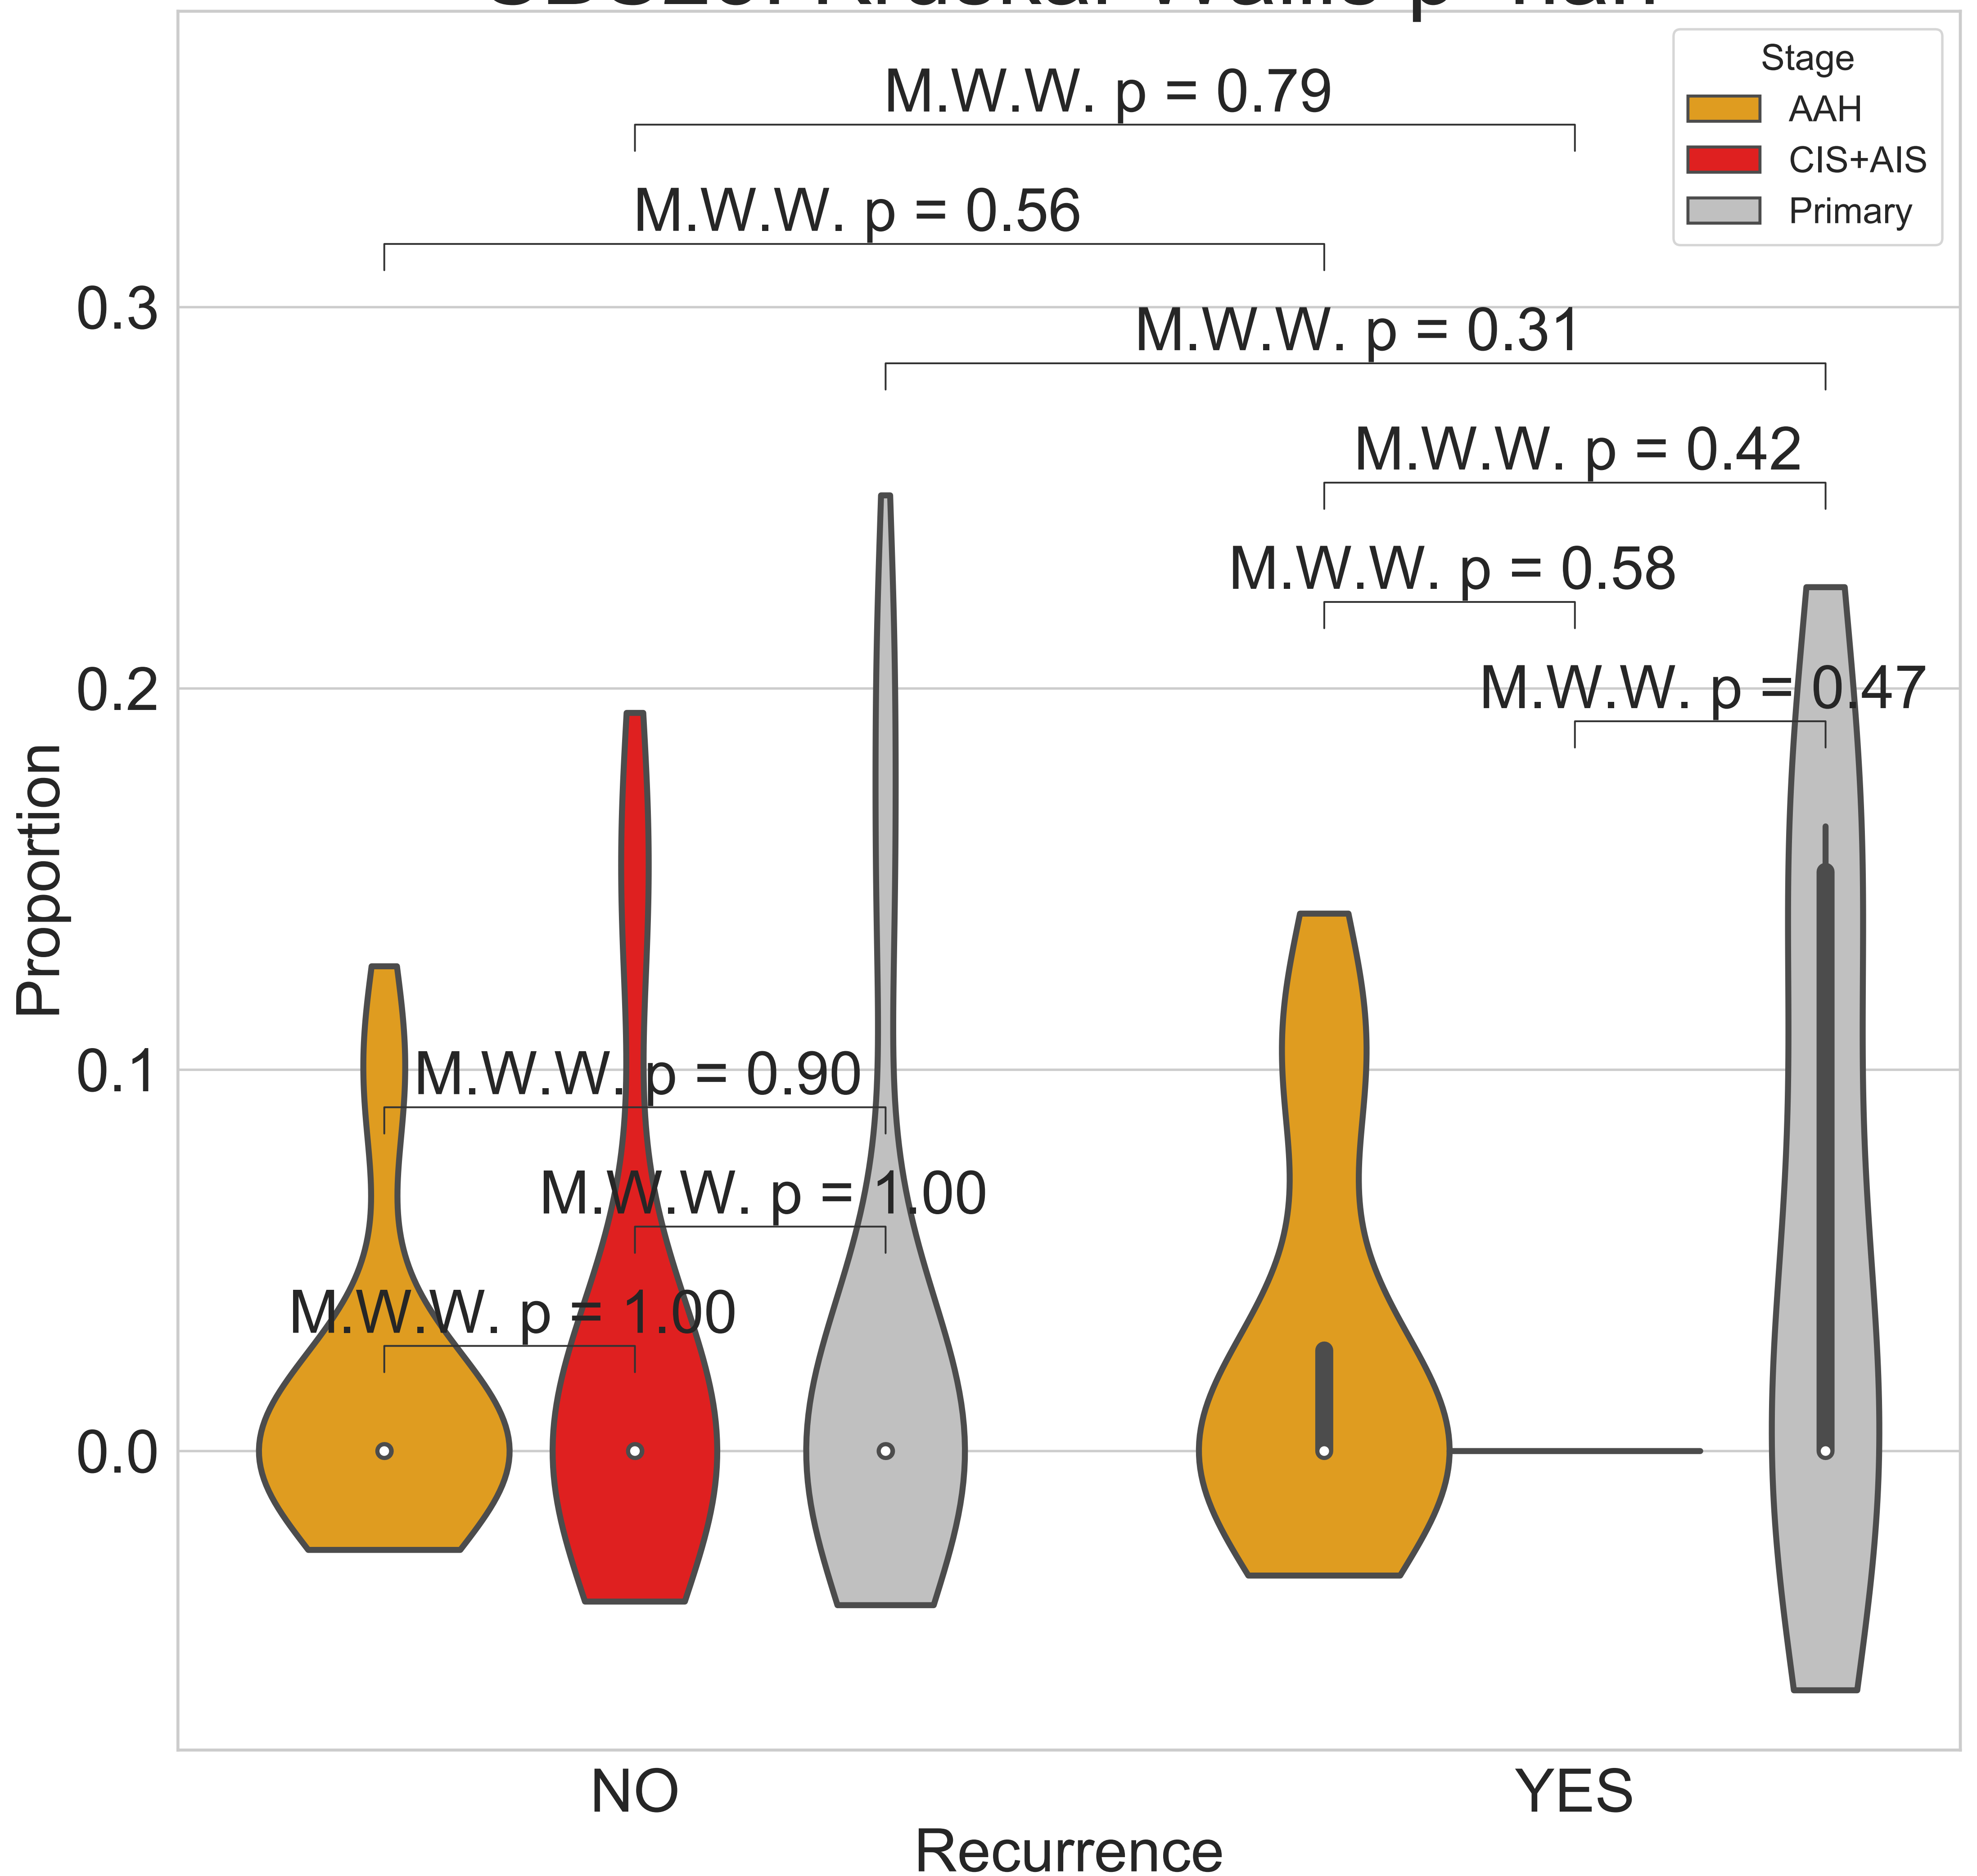 Stage
AAH
CIS+AIS
Primary
M.W.W. p = 0.79
M.W.W. p = 0.56
M.W.W. p = 0.31
M.W.W. p = 0.42
M.W.W. p = 0.58
M.W.W. p = 0.47
M.W.W. p = 0.90
M.W.W. p = 1.00
M.W.W. p = 1.00
0.3
0.2
0.1
0.0
Proportion
NO
YES
Recurrence